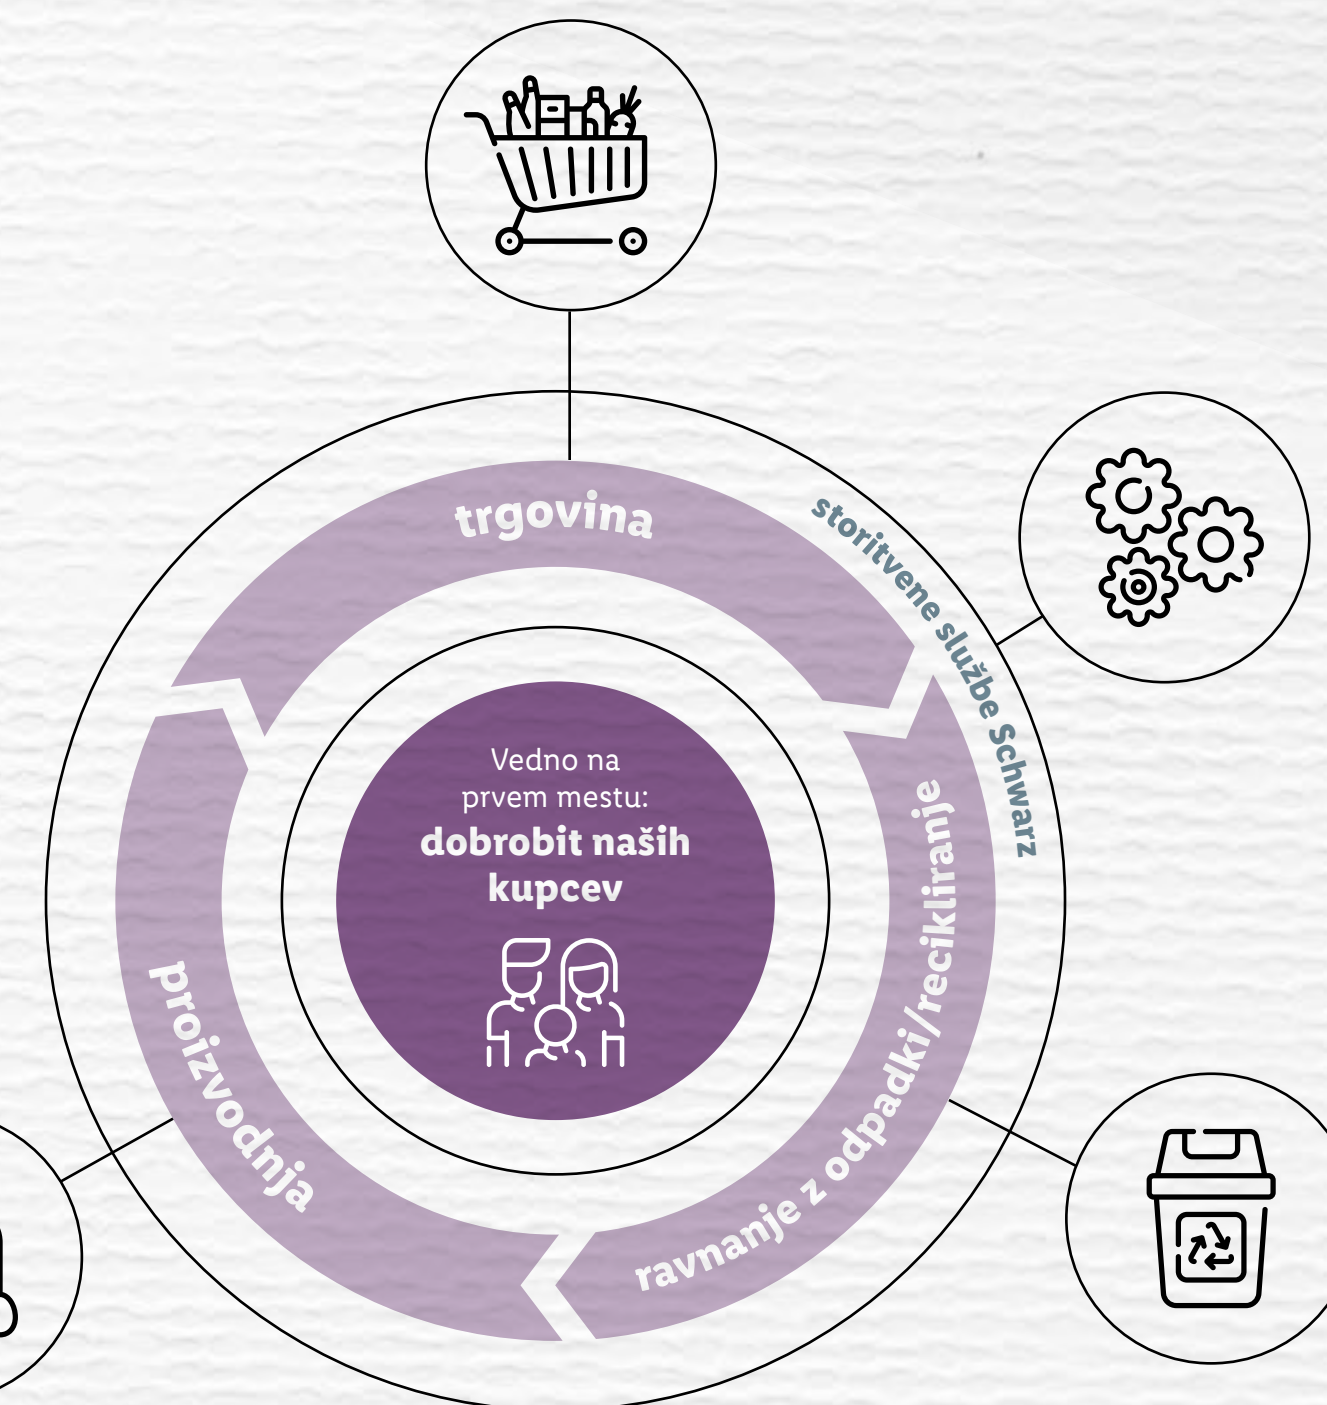 trgovina
storitvene službe Schwarz
Vedno na
prvem mestu:
dobrobit naših
kupcev
ravnanje z odpadki/recikliranje
proizvodnja